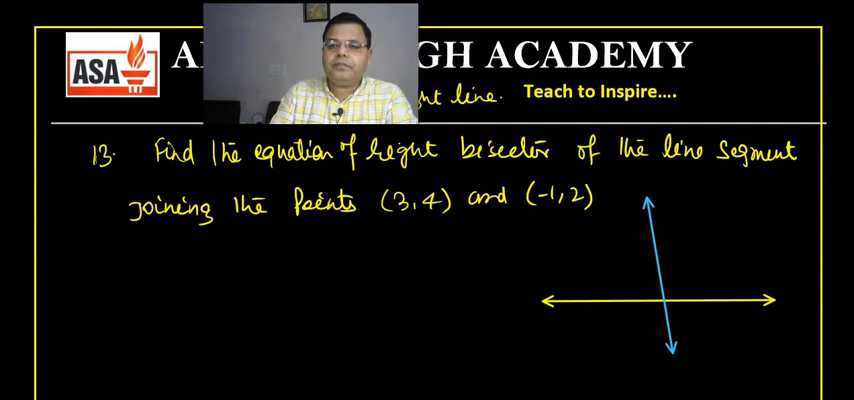 ASA
GH ACADEMY
line. Teach to Inspire....
13. Find the equation of right bisector of the line segment
joining the points (3,4) and (-1,2)